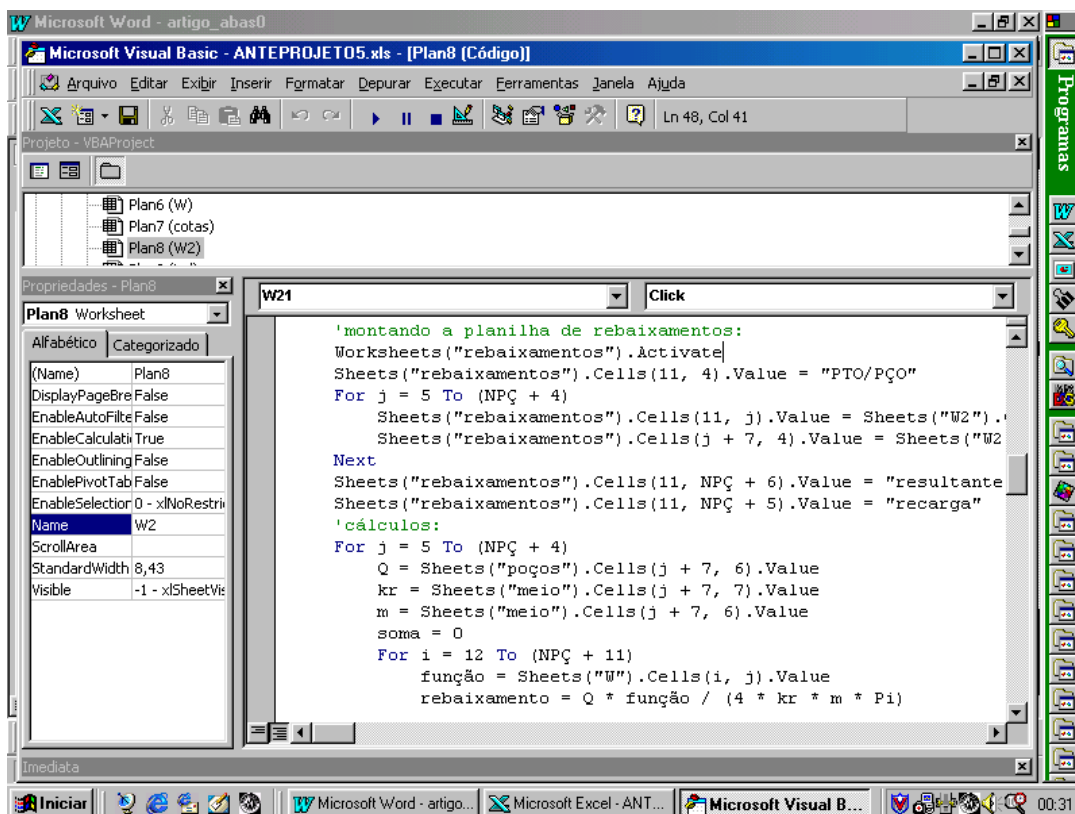 Microsoft Word - artigo_abas0
Microsoft Visual Basic - ANTEPROJETO5.xls - [Plan8 (Código)]
Arquivo Editar Exibir Inserir Formatar Depurar Executar Ferramentas Janela Ajuda
Ln 48, Col 41
Programas
Projeto - VBAProject
Plan6 (W)
Plan7 (cotas)
Plan8 (W2)
Propriedades - Plan8
Plan8 Worksheet
Alfabético Categorizado
(Name) Plan8
DisplayPageBre False
EnableAutoFilte False
EnableCalculati True
EnableOutlining False
EnablePivotTab False
EnableSelection 0 - xlNoRestric
Name W2
ScrollArea
StandardWidth 8,43
Visible -1 - xlSheetVis
W21 Click
'montando a planilha de rebaixamentos:
Worksheets("rebaixamentos").Activate
Sheets("rebaixamentos").Cells(11, 4).Value = "PTO/PÇO"
For j = 5 To (NPÇ + 4)
Sheets("rebaixamentos").Cells(11, j).Value = Sheets("W2").
Sheets("rebaixamentos").Cells(j + 7, 4).Value = Sheets("W2
Next
Sheets("rebaixamentos").Cells(11, NPÇ + 6).Value = "resultante
Sheets("rebaixamentos").Cells(11, NPÇ + 5).Value = "recarga"
'cálculos:
For j = 5 To (NPÇ + 4)
Q = Sheets("poços").Cells(j + 7, 6).Value
kr = Sheets("meio").Cells(j + 7, 7).Value
m = Sheets("meio").Cells(j + 7, 6).Value
soma = 0
For i = 12 To (NPÇ + 11)
função = Sheets("W").Cells(i, j).Value
rebaixamento = Q * função / (4 * kr * m * Pi)
Imediata
Iniciar Microsoft Word - artigo... Microsoft Excel - ANT... Microsoft Visual B... 00:31